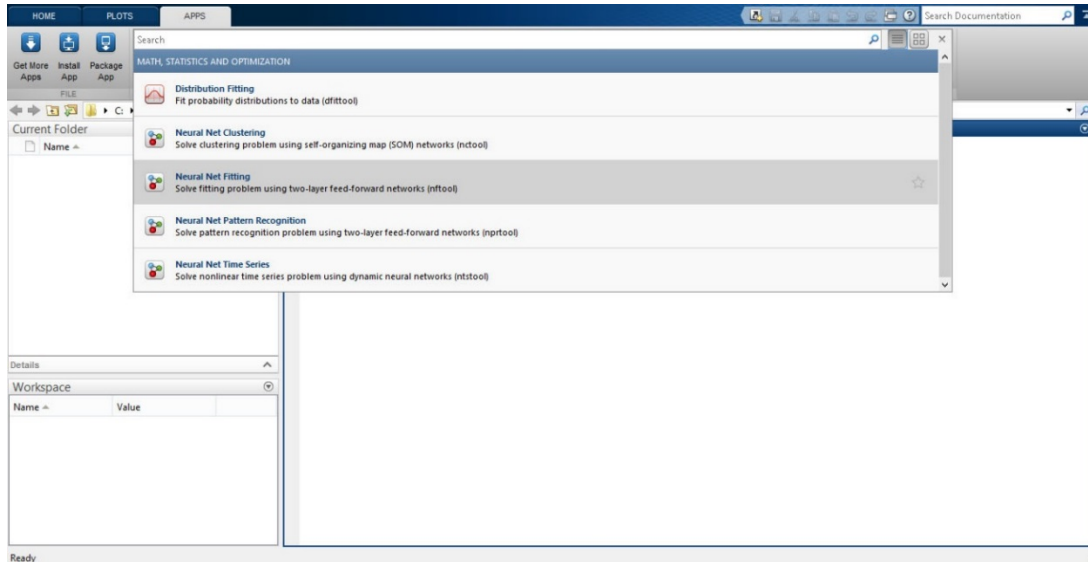 HOME PLOTS APPS
Search Documentation
Search
Get More Apps
Install App
Package App
FILE
MATH, STATISTICS AND OPTIMIZATION
Distribution Fitting
Fit probability distributions to data (dfittool)
C:
Current Folder
Name
Neural Net Clustering
Solve clustering problem using self-organizing map (SOM) networks (nctool)
Neural Net Fitting
Solve fitting problem using two-layer feed-forward networks (nftool)
Neural Net Pattern Recognition
Solve pattern recognition problem using two-layer feed-forward networks (nprtool)
Neural Net Time Series
Solve nonlinear time series problem using dynamic neural networks (ntstool)
Details
Workspace
Name Value
Ready